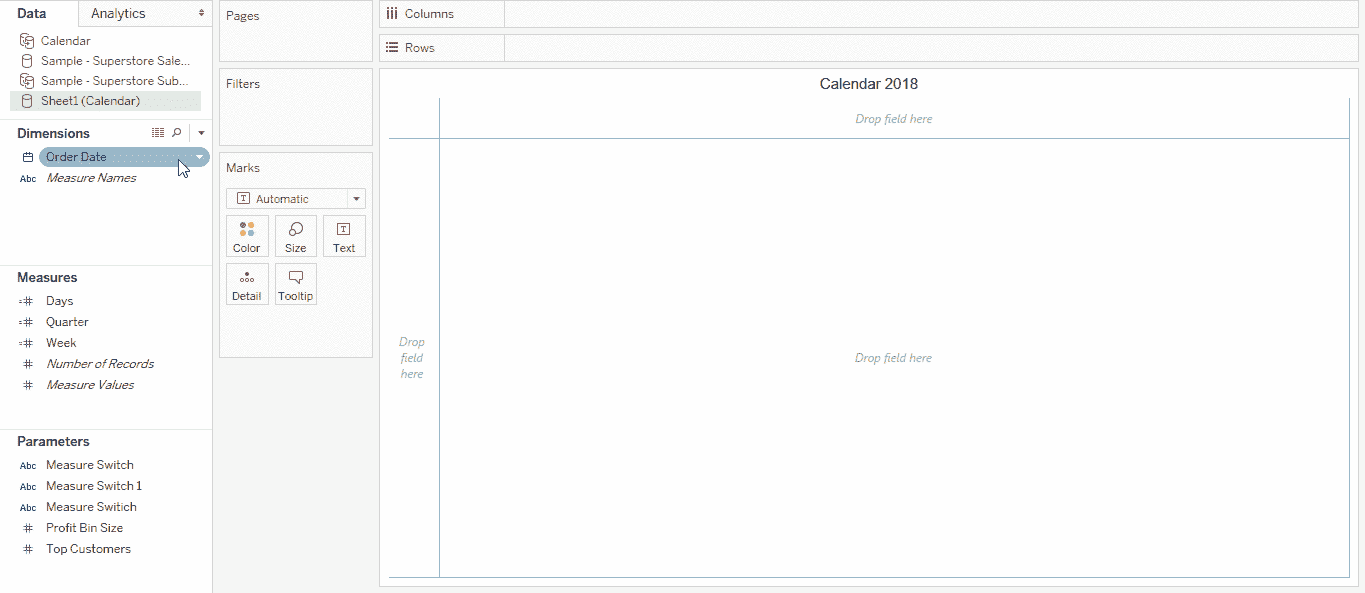 Data
Analytics
Calendar
Sample - Superstore Sale...
Sample - Superstore Sub...
Sheet1 (Calendar)
Dimensions
Order Date
Abc Measure Names
Measures
=# Days
=# Quarter
=# Week
# Number of Records
# Measure Values
Parameters
Abc Measure Switch
Abc Measure Switch 1
Abc Measure Switich
# Profit Bin Size
# Top Customers
Pages
Filters
Marks
T Automatic
Color
Size
T Text
Detail
Tooltip
Columns
Rows
Calendar 2018
Drop field here
Drop
field
here
Drop field here